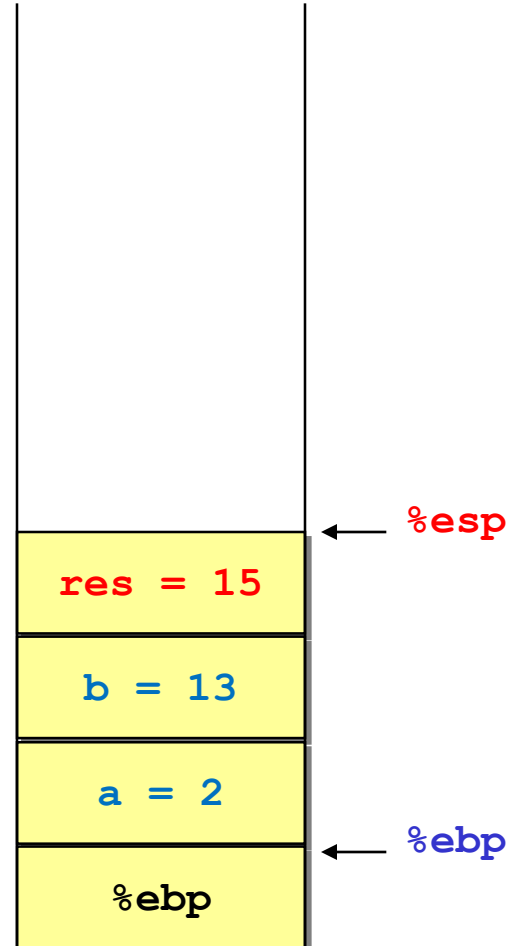 %esp
res = 15
b = 13
a = 2
%ebp
%ebp